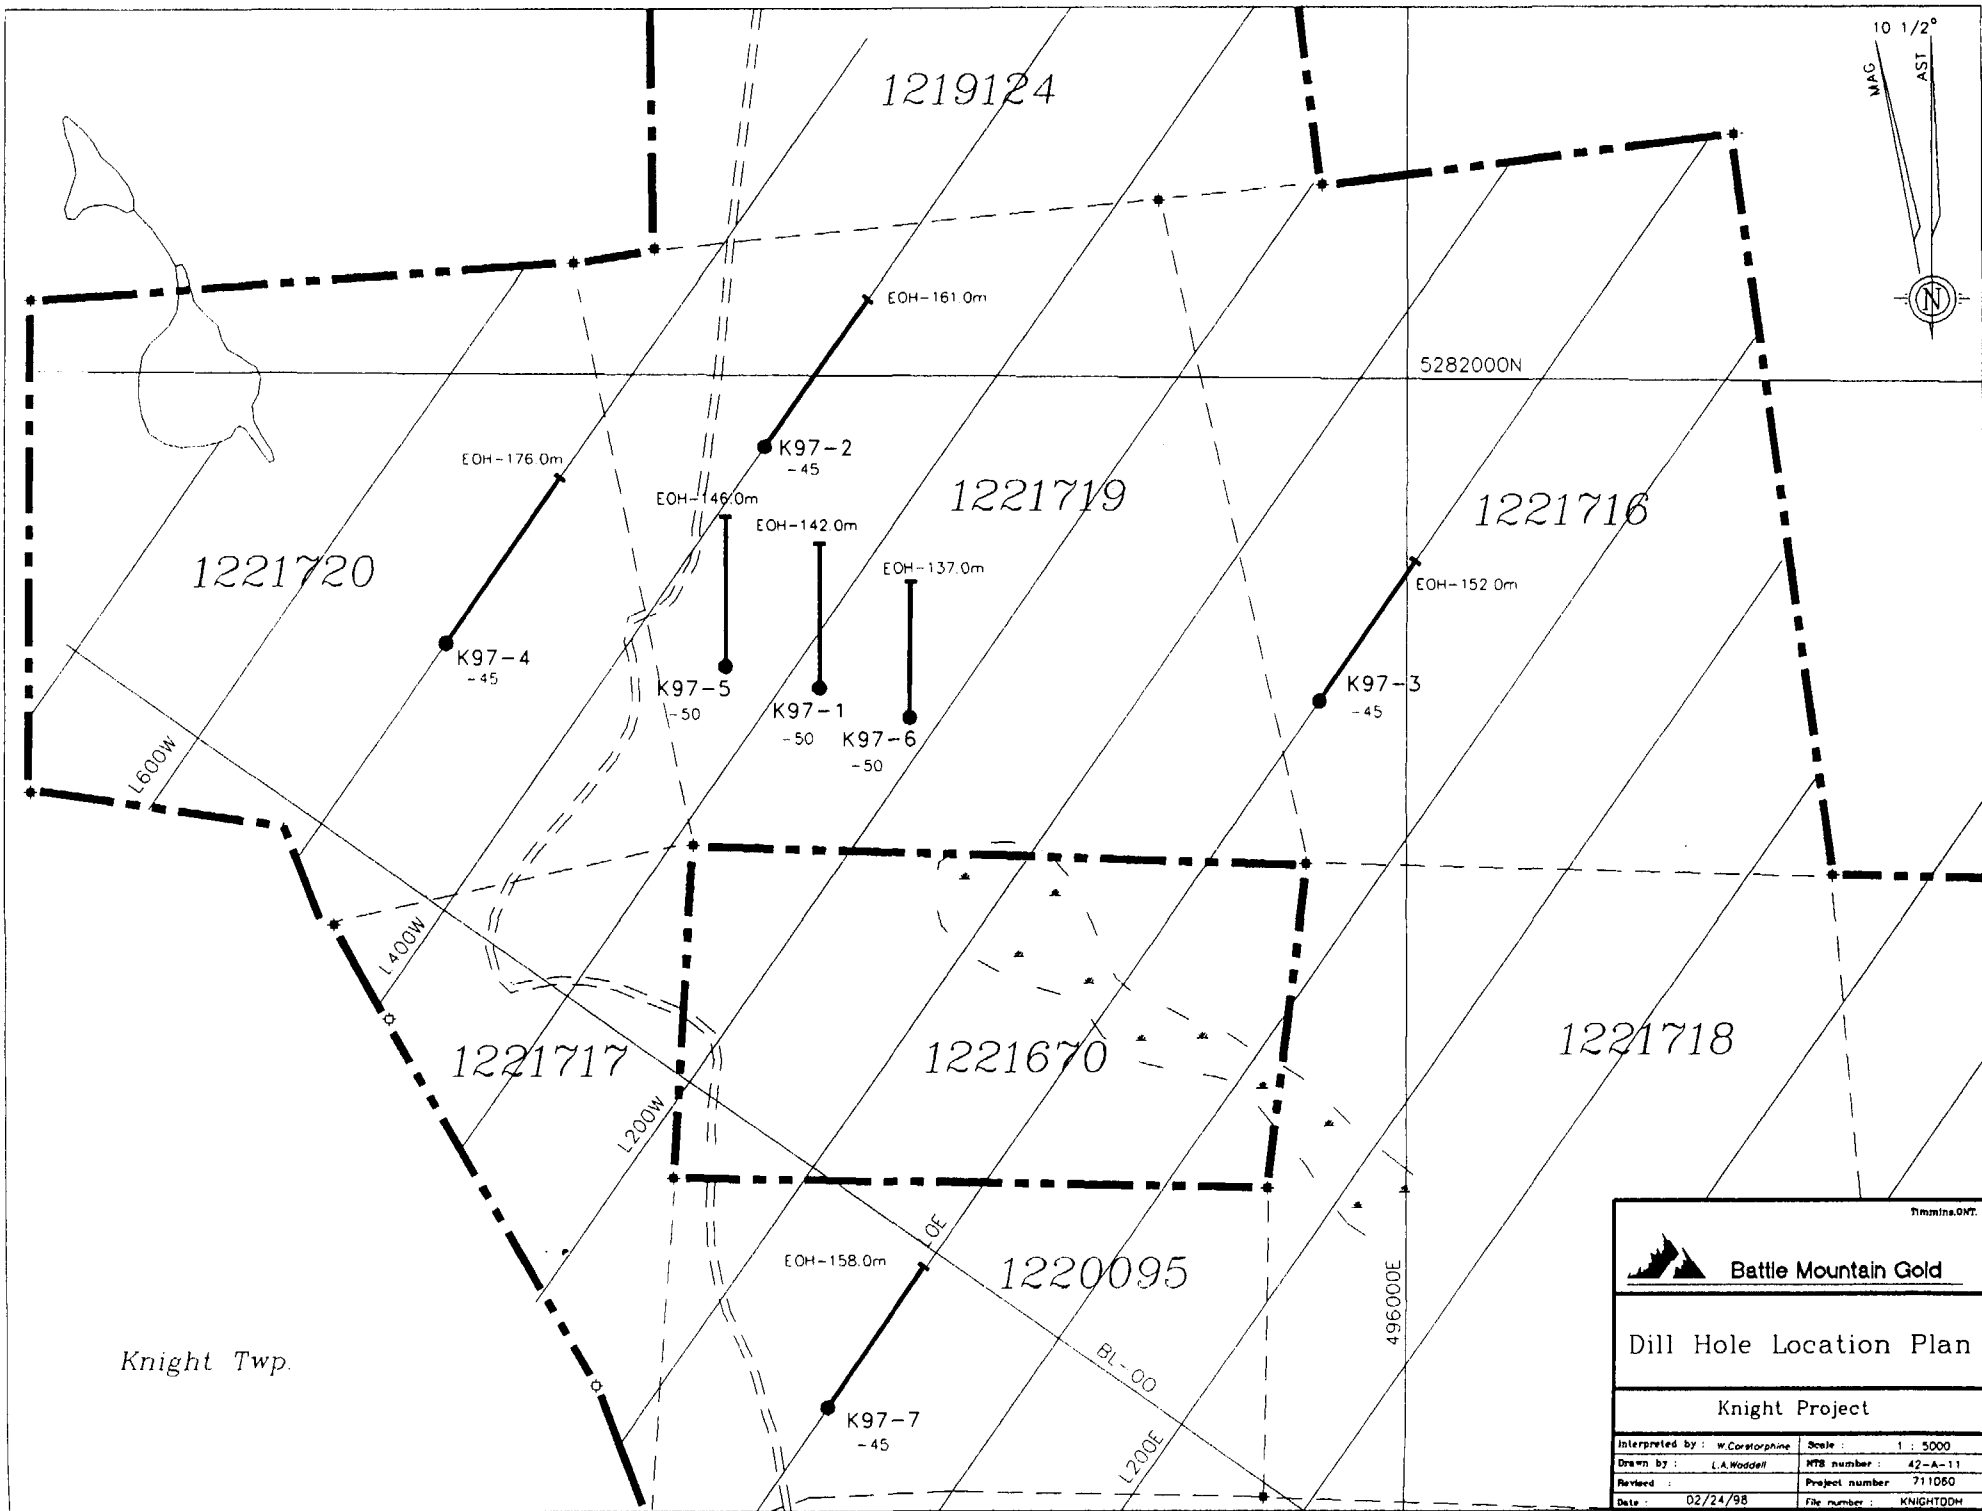 10 1/2°
MAG
AST
1219124
EOH-161.0m
5282000N
K97-2
-45
EOH-176.0m
EOH-146.0m
EOH-142.0m
EOH-137.0m
1221719
1221716
1221720
EOH-152.0m
K97-4
-45
K97-5
-50
K97-1
-50
K97-6
-50
K97-3
-45
L600W
L400W
L200W
1221717
1221670
1221718
L0E
EOH-158.0m
1220095
496000E
BL-00
L200E
K97-7
-45
Knight Twp.
N
Timmins.ONT.
Battle Mountain Gold
Dill Hole Location Plan
Knight Project
Interpreted by : W.Corstorphine Scale : 1 : 5000
Drawn by : L.A.Waddell NTS number : 42-A-11
Revised : Project number 711060
Date : 02/24/98 File number : KNIGHTDDH